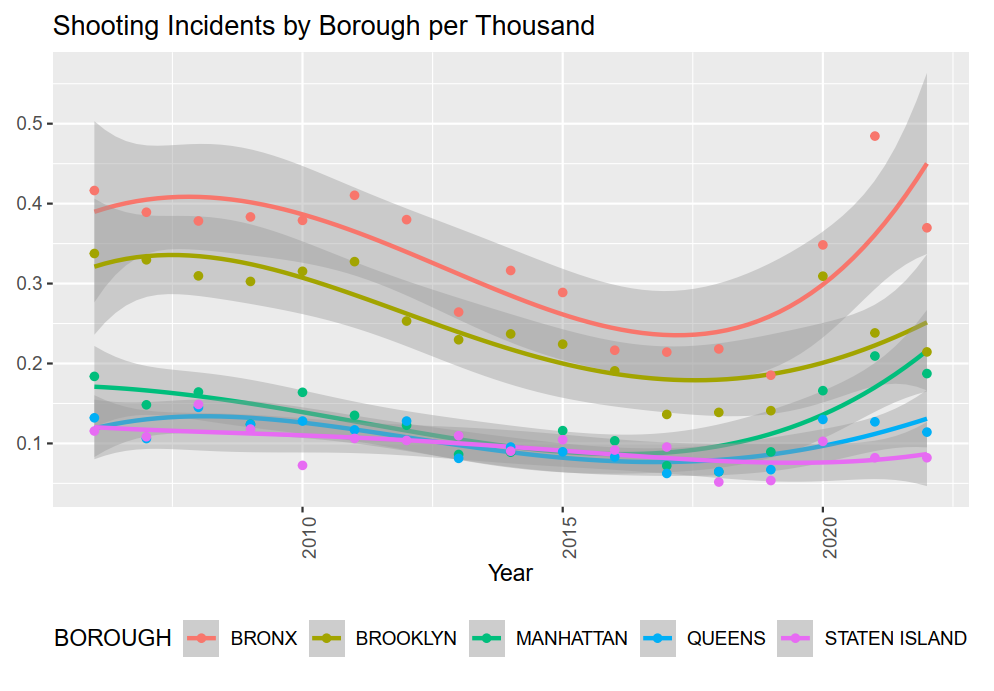 Shooting Incidents by Borough per Thousand
0.5
0.4
0.3
0.2
0.1
2010
2015
2020
Year
BOROUGH BRONX BROOKLYN MANHATTAN QUEENS STATEN ISLAND